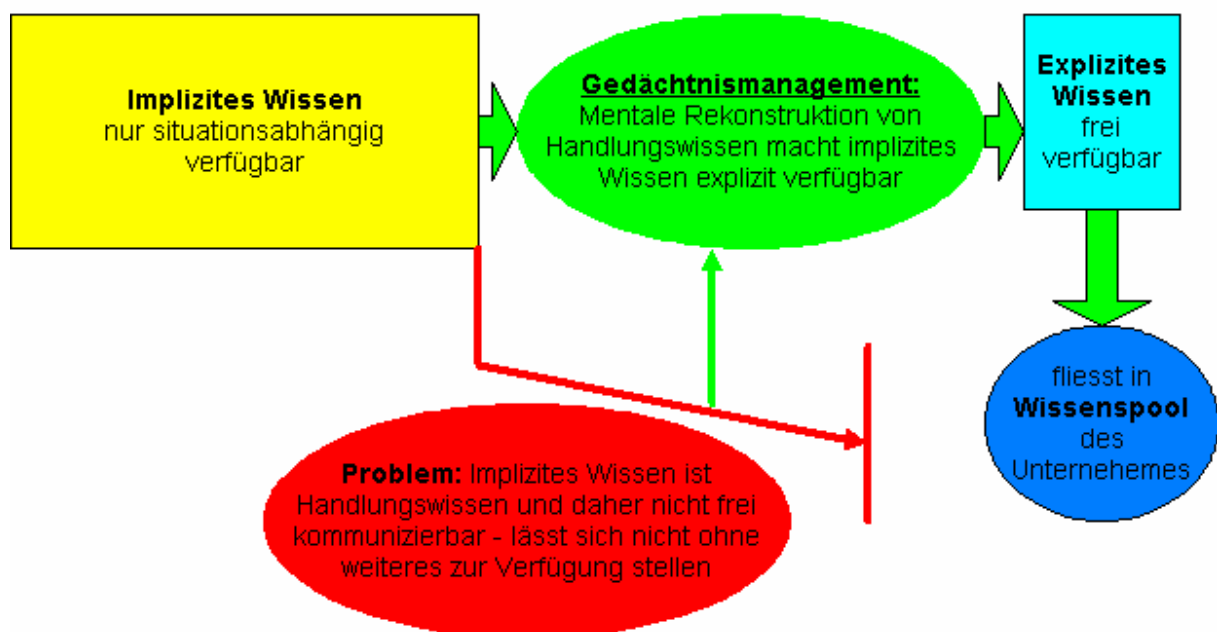 Implizites Wissen
nur situationsabhängig
verfügbar
Gedächtnismanagement:
Mentale Rekonstruktion von
Handlungswissen macht implizites
Wissen explizit verfügbar
Explizites
Wissen
frei
verfügbar
fliesst in
Wissenspool
des
Unternehemes
Problem: Implizites Wissen ist
Handlungswissen und daher nicht frei
kommunizierbar - lässt sich nicht ohne
weiteres zur Verfügung stellen